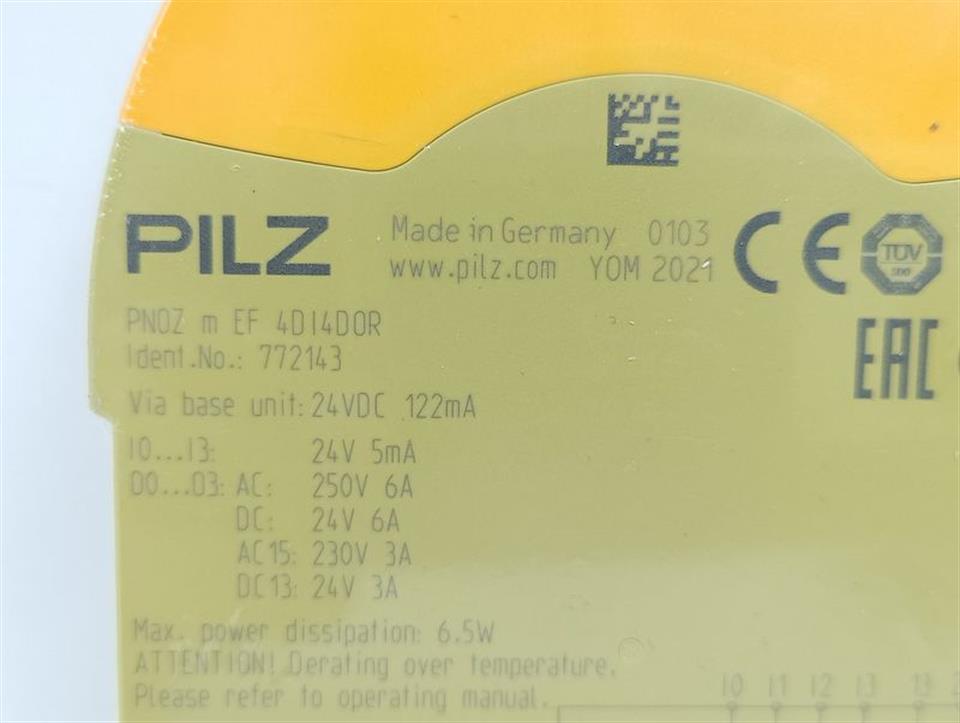 PILZ
Made in Germany 0103
www.pilz.com YOM 2021
CE
TÜV
EAC
PNOZ m EF 4DI4DOR
Ident.No.: 772143
Via base unit: 24VDC 122mA
I0...I3: 24V 5mA
O0...O3: AC: 250V 6A
DC: 24V 6A
AC15: 230V 3A
DC13: 24V 3A
Max. power dissipation: 6.5W
ATTENTION! Derating over temperature.
Please refer to operating manual.
I0 I1 I2 I3 13